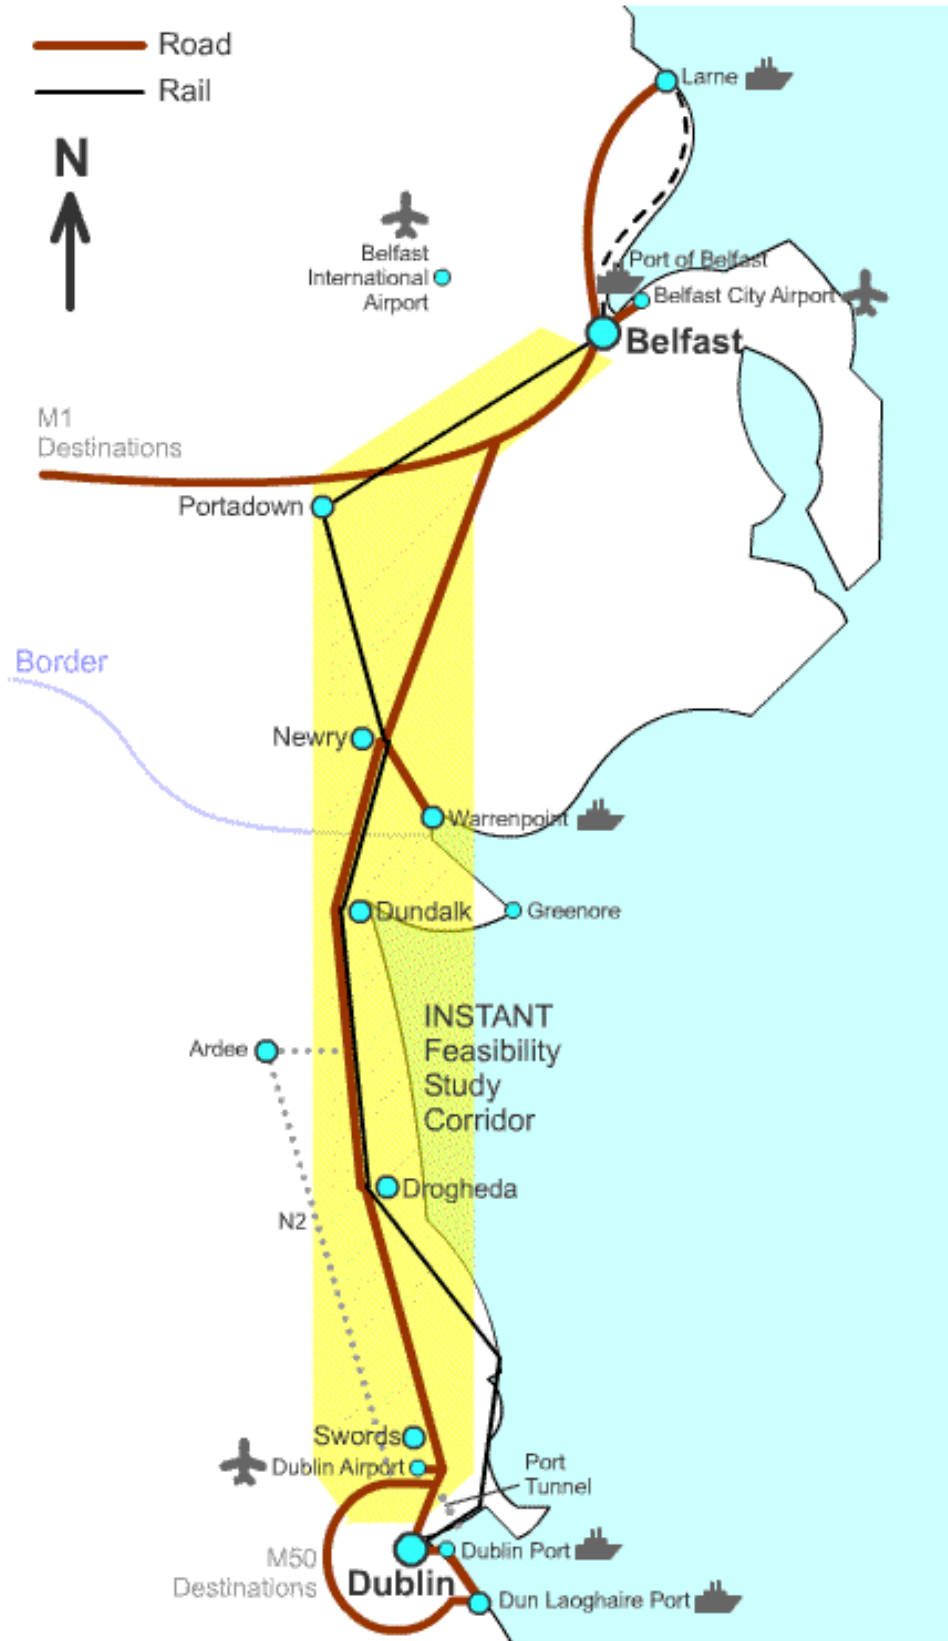 Road
Rail
N
Larne
Belfast
International
Airport
Port of Belfast
Belfast City Airport
Belfast
M1
Destinations
Portadown
Border
Newry
Warrenpoint
Dundalk
Greenore
INSTANT
Feasibility
Study
Corridor
Ardee
Drogheda
N2
Swords
Dublin Airport
Port
Tunnel
M50
Destinations
Dublin Port
Dublin
Dun Laoghaire Port